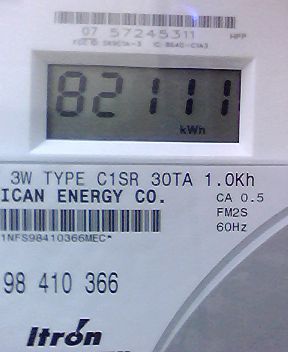 07 57245311
HFP
82111
kWh
3W TYPE C1SR 30TA 1.0Kh
ICAN ENERGY CO.
CA 0.5
FM2S
60Hz
1NFS98410366MEC*
98 410 366
Itron